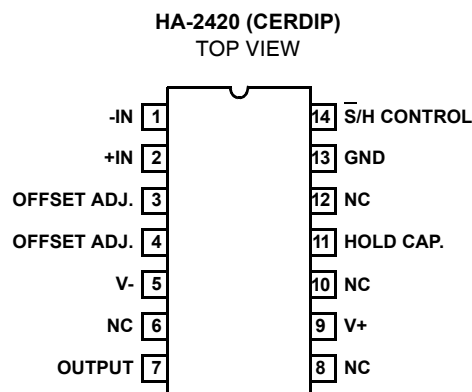 HA-2420 (CERDIP)
TOP VIEW
-IN 1 14 S̅/H CONTROL
+IN 2 13 GND
OFFSET ADJ. 3 12 NC
OFFSET ADJ. 4 11 HOLD CAP.
V- 5 10 NC
NC 6 9 V+
OUTPUT 7 8 NC